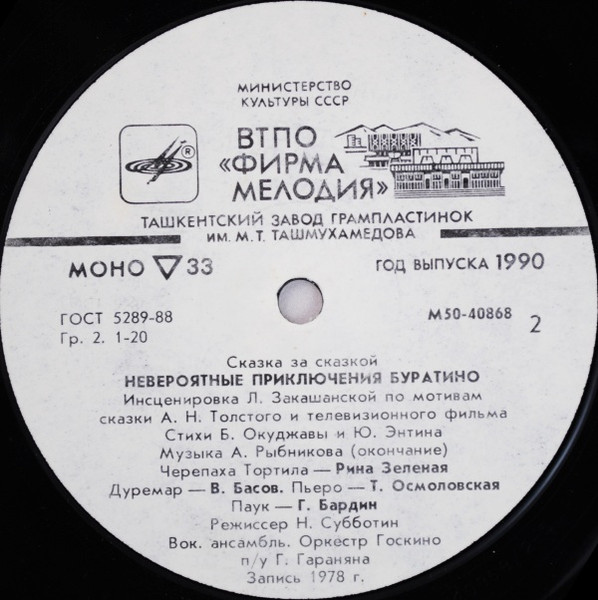 МИНИСТЕРСТВО
КУЛЬТУРЫ СССР
ВТПО
«ФИРМА
МЕЛОДИЯ»
®
ТАШКЕНТСКИЙ ЗАВОД ГРАМПЛАСТИНОК
ИМ. М. Т. ТАШМУХАМЕДОВА
МОНО ▽ 33
ГОД ВЫПУСКА 1990
ГОСТ 5289-88
Гр. 2. 1-20
М50-40868
2
Сказка за сказкой
НЕВЕРОЯТНЫЕ ПРИКЛЮЧЕНИЯ БУРАТИНО
Инсценировка Л. Закашанской по мотивам
сказки А. Н. Толстого и телевизионного фильма
Стихи Б. Окуджавы и Ю. Энтина
Музыка А. Рыбникова (окончание)
Черепаха Тортила — Рина Зеленая
Дуремар — В. Басов. Пьеро — Т. Осмоловская
Паук — Г. Бардин
Режиссер Н. Субботин
Вок. ансамбль. Оркестр Госкино
п/у Г. Гараняна
Запись 1978 г.